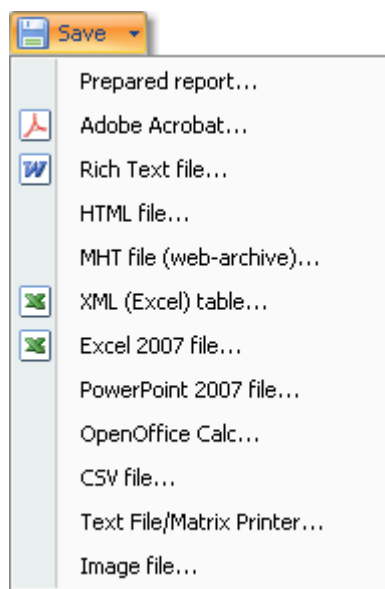 Save
Prepared report...
Adobe Acrobat...
Rich Text file...
HTML file...
MHT file (web-archive)...
XML (Excel) table...
Excel 2007 file...
PowerPoint 2007 file...
OpenOffice Calc...
CSV file...
Text File/Matrix Printer...
Image file...